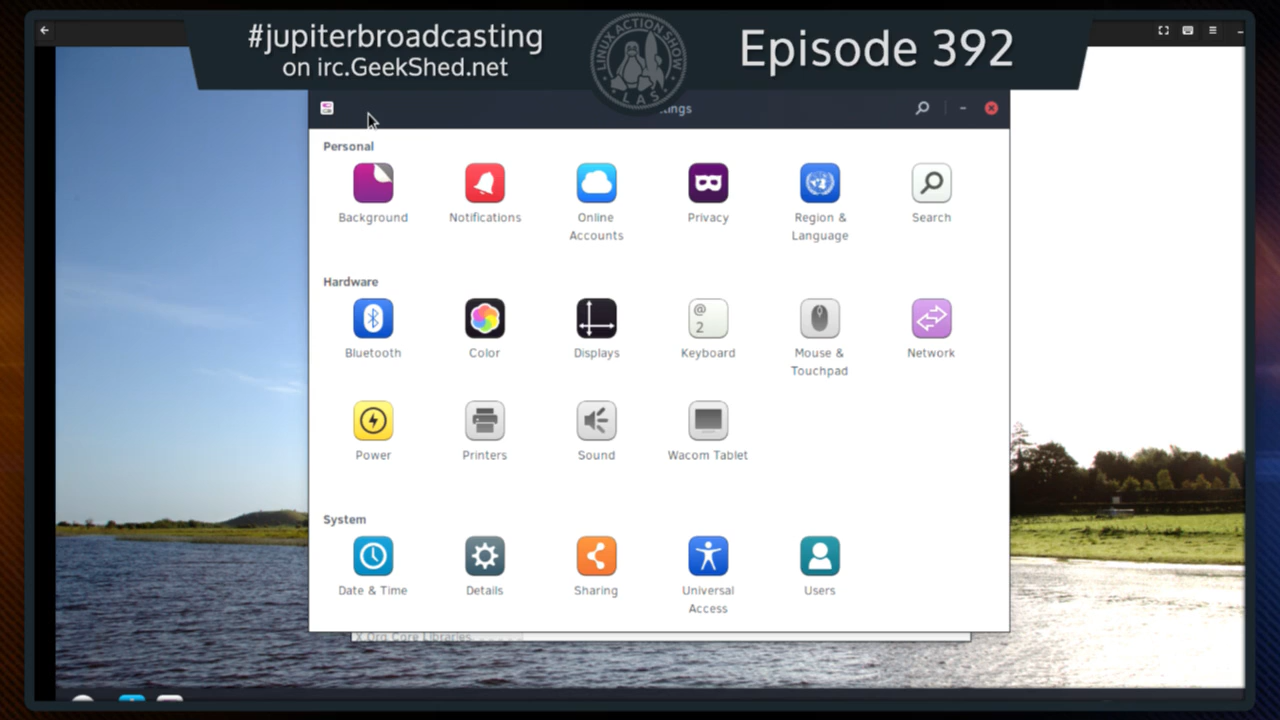 #jupiterbroadcasting
on irc.GeekShed.net
LINUX ACTION SHOW
LAS
Episode 392
Personal
Background
Notifications
Online
Accounts
Privacy
Region &
Language
Search
Hardware
Bluetooth
Color
Displays
@
2
Keyboard
Mouse &
Touchpad
Network
Power
Printers
Sound
Wacom Tablet
System
Date & Time
Details
Sharing
Universal
Access
Users
X Org Core Libraries